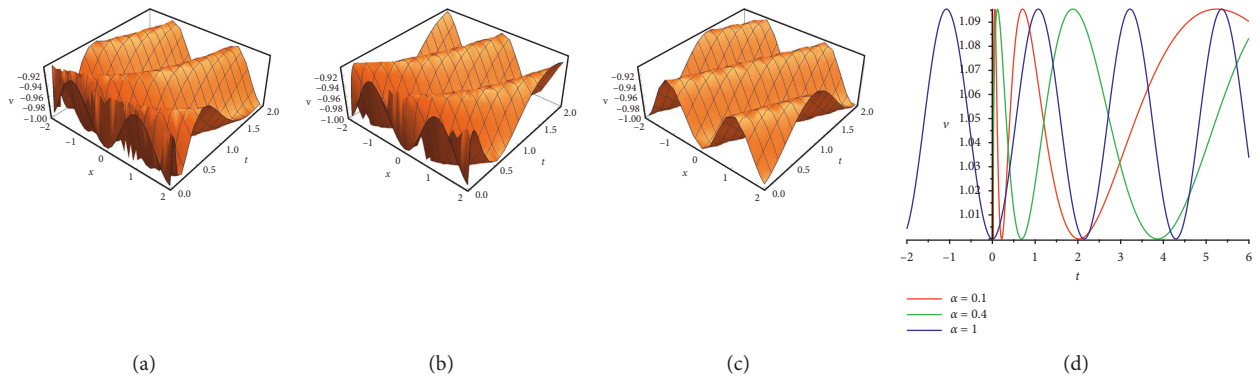 −0.92
−0.94
v −0.96
−0.98
−1.00
−2
−1
0
x
1
2
0.0
0.5
1.0
t
1.5
2.0
(a)
−0.92
−0.94
v −0.96
−0.98
−1.00
−2
−1
0
x
1
2
0.0
0.5
1.0
t
1.5
2.0
(b)
−0.92
−0.94
v −0.96
−0.98
−1.00
−2
−1
0
x
1
2
0.0
0.5
1.0
t
1.5
2.0
(c)
1.09
1.08
1.07
1.06
v
1.05
1.04
1.03
1.02
1.01
−2 −1 0 1 2 3 4 5 6
t
α = 0.1
α = 0.4
α = 1
(d)